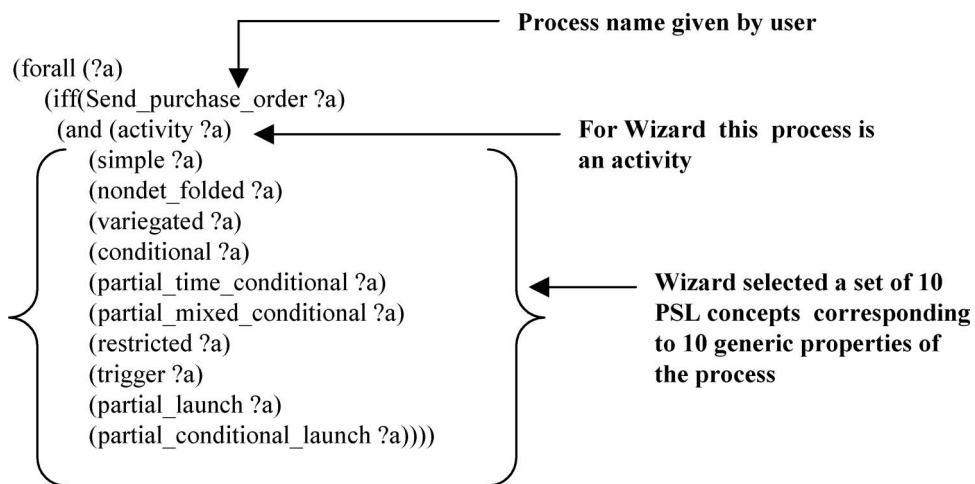 Process name given by user
(forall (?a)
(iff(Send_purchase_order ?a)
(and (activity ?a)
For Wizard this process is
an activity
(simple ?a)
(nondet_folded ?a)
(variegated ?a)
(conditional ?a)
(partial_time_conditional ?a)
(partial_mixed_conditional ?a)
(restricted ?a)
(trigger ?a)
(partial_launch ?a)
(partial_conditional_launch ?a))))
Wizard selected a set of 10
PSL concepts corresponding
to 10 generic properties of
the process